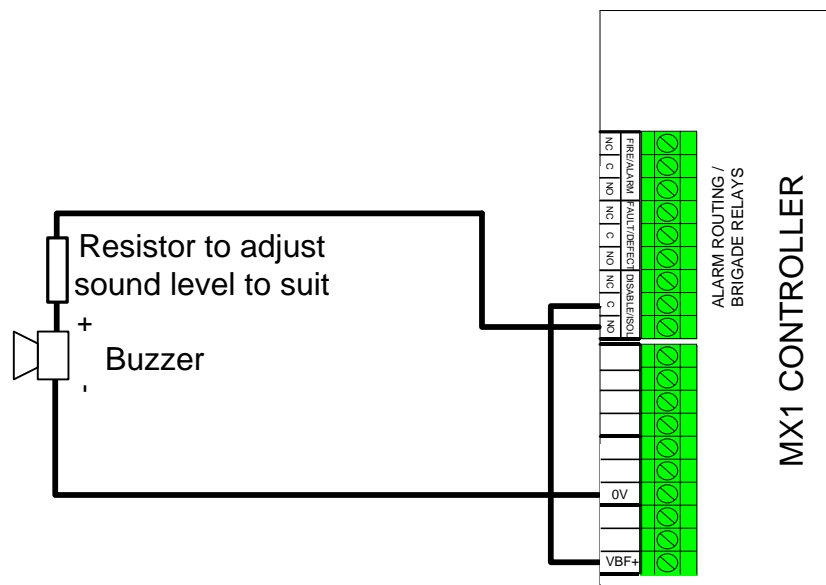 Resistor to adjust
sound level to suit
+
Buzzer
-
NC
C
NO
NC
C
NO
NC
C
NO
FIRE/ALARM
FAULT/DEFECT
DISABLE/ISOL
0V
VBF+
ALARM ROUTING /
BRIGADE RELAYS
MX1 CONTROLLER